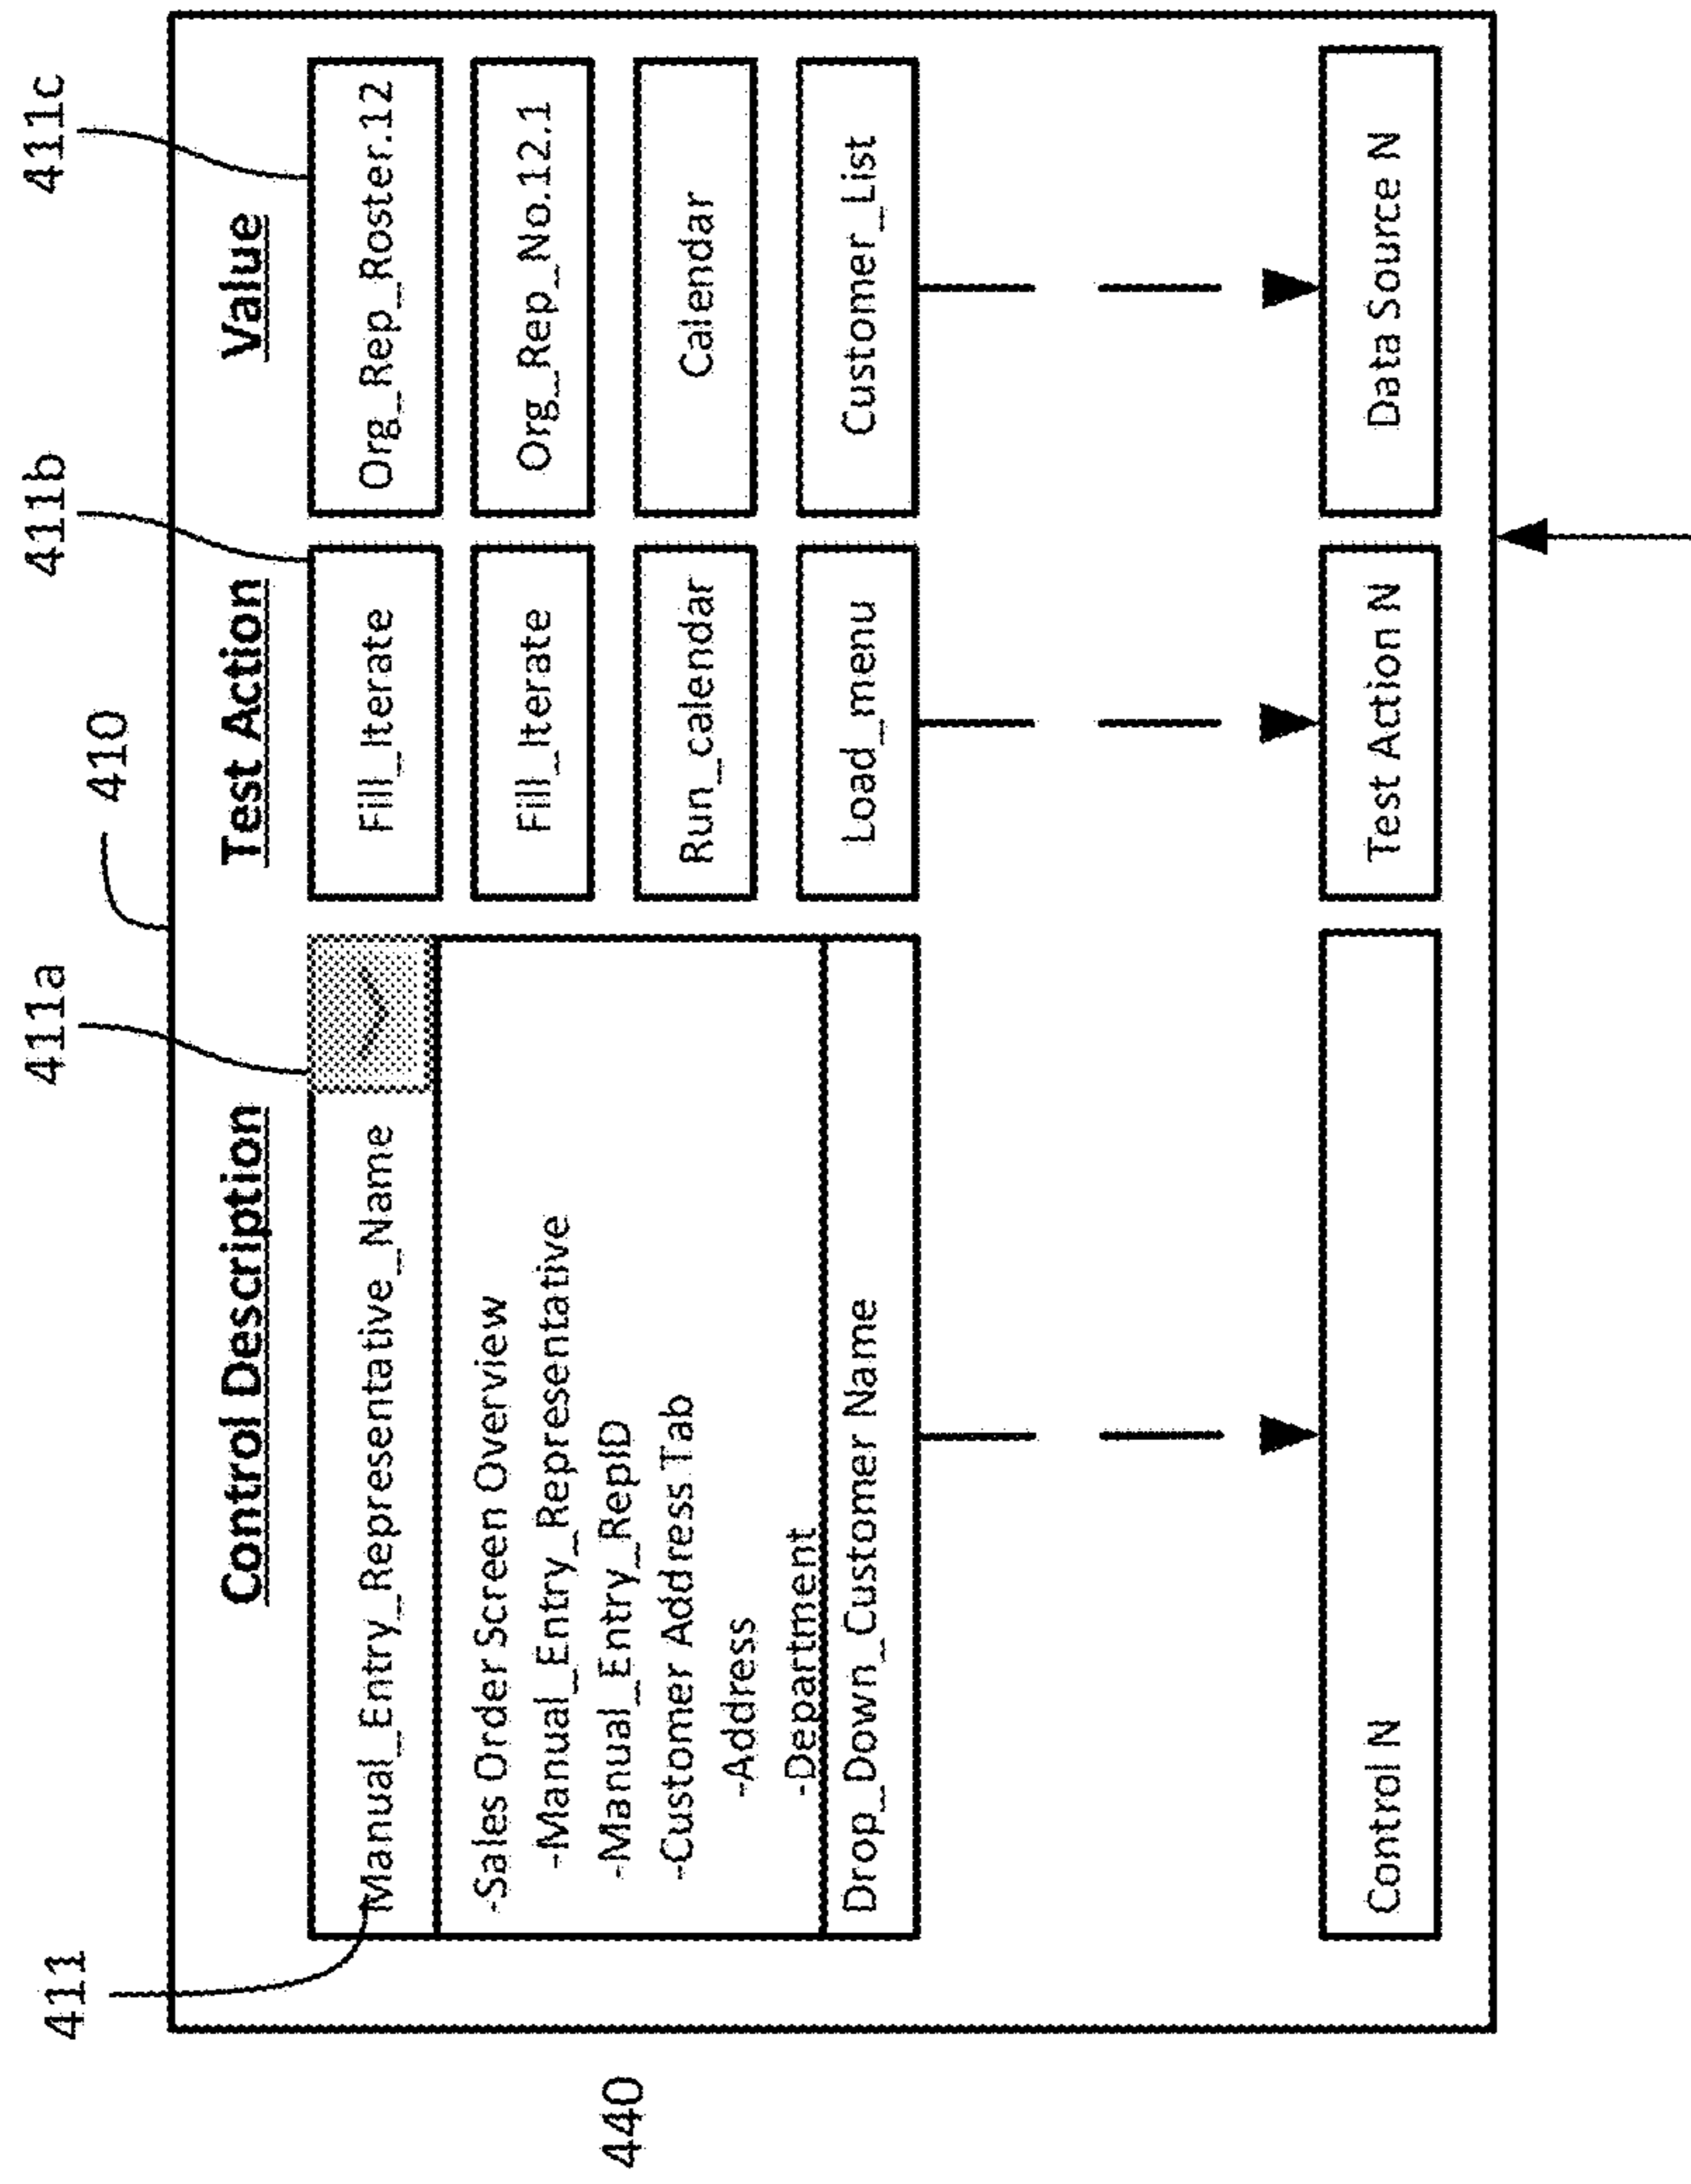 411
410
411a
411b
411c
Control Description
Test Action
Value
Manual_Entry_Representative_Name
Fill_Iterate
Org_Rep_Roster.12
-Sales Order Screen Overview
Fill_Iterate
Org_Rep_No.12.1
-Manual_Entry_Representative
-Manual_Entry_RepID
440
-Customer Address Tab
Run_calendar
Calendar
-Address
-Department
Drop_Down_Customer Name
Load_menu
Customer_List
Control N
Test Action N
Data Source N